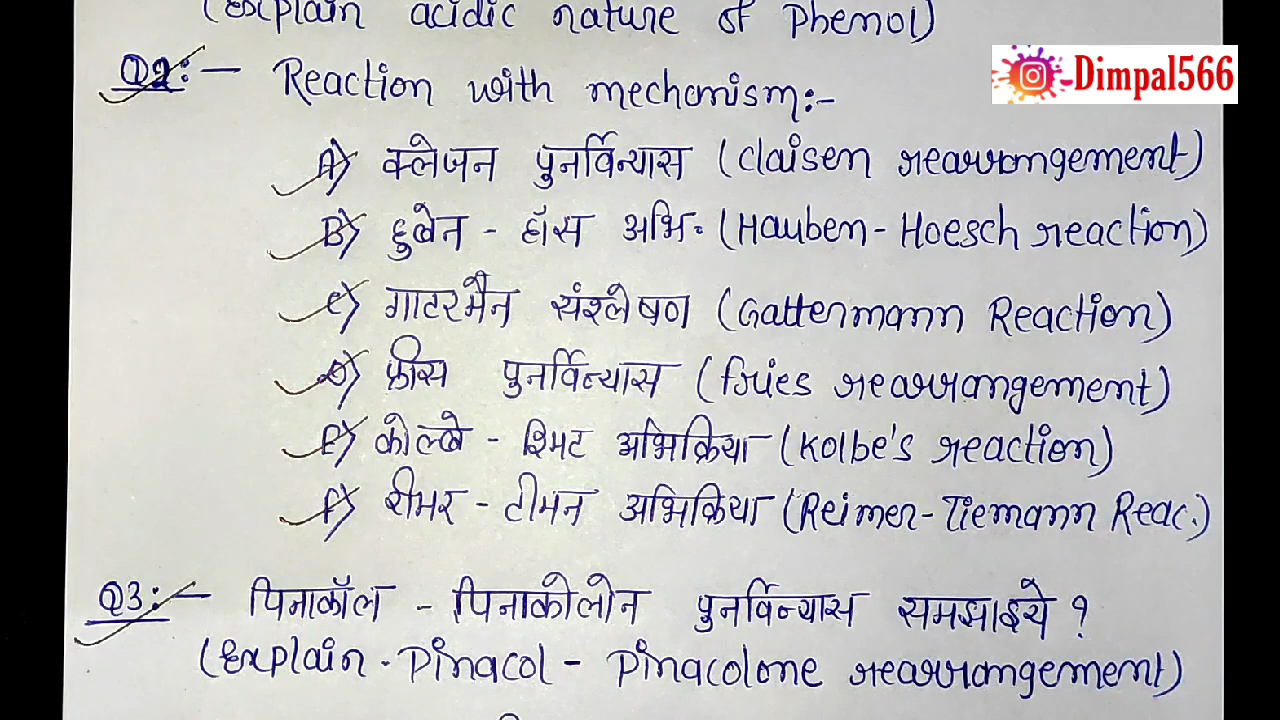 (Explain acidic nature of Phenol)
Q2:- Reaction with mechanism:-
-Dimpal566
A) क्लेजन पुनर्विन्यास (Claisen rearrangement)
B) हुबेन - हॉस अभि॰ (Hauben-Hoesch reaction)
C) गाटरमैन संश्लेषण (Gattermann Reaction)
D) फ्रीस पुनर्विन्यास (fries rearrangement)
E) कोल्बे - श्मिट अभिक्रिया (Kolbe's reaction)
F) रीमर - टीमन अभिक्रिया (Reimer-Tiemann Reac.)
Q3:- पिनाकॉल - पिनाकोलोन पुनर्विन्यास समझाइये ?
(Explain - Pinacol - Pinacolone rearrangement)